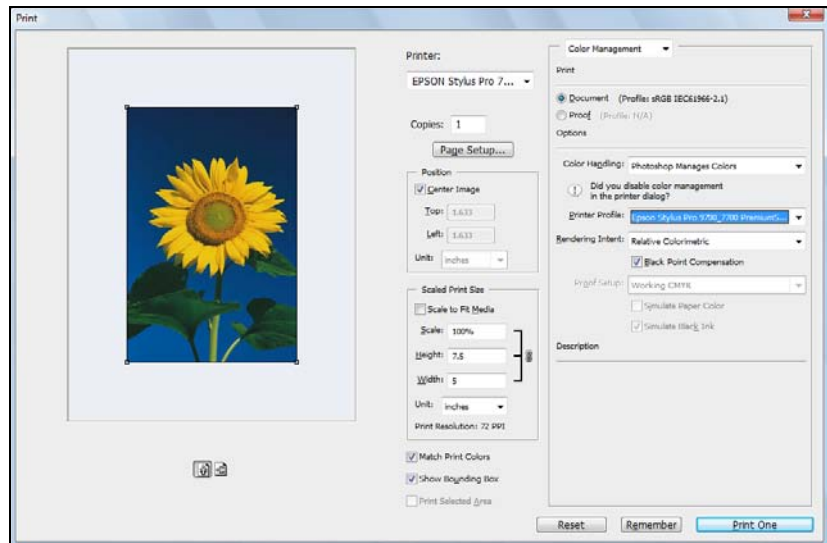 Print
Printer:
EPSON Stylus Pro 7...
Copies: 1
Page Setup...
Position
Center Image
Top: 1.633
Left: 1.633
Unit: inches
Scaled Print Size
Scale to Fit Media
Scale: 100%
Height: 7.5
Width: 5
Unit: inches
Print Resolution: 72 PPI
Match Print Colors
Show Bounding Box
Print Selected Area
Color Management
Print
Document (Profile: sRGB IEC61966-2.1)
Proof (Profile: N/A)
Options
Color Handling: Photoshop Manages Colors
Did you disable color management
in the printer dialog?
Printer Profile: Epson Stylus Pro 9700_7700 PremiumS...
Rendering Intent: Relative Colorimetric
Black Point Compensation
Proof Setup: Working CMYK
Simulate Paper Color
Simulate Black Ink
Description
Reset
Remember
Print One